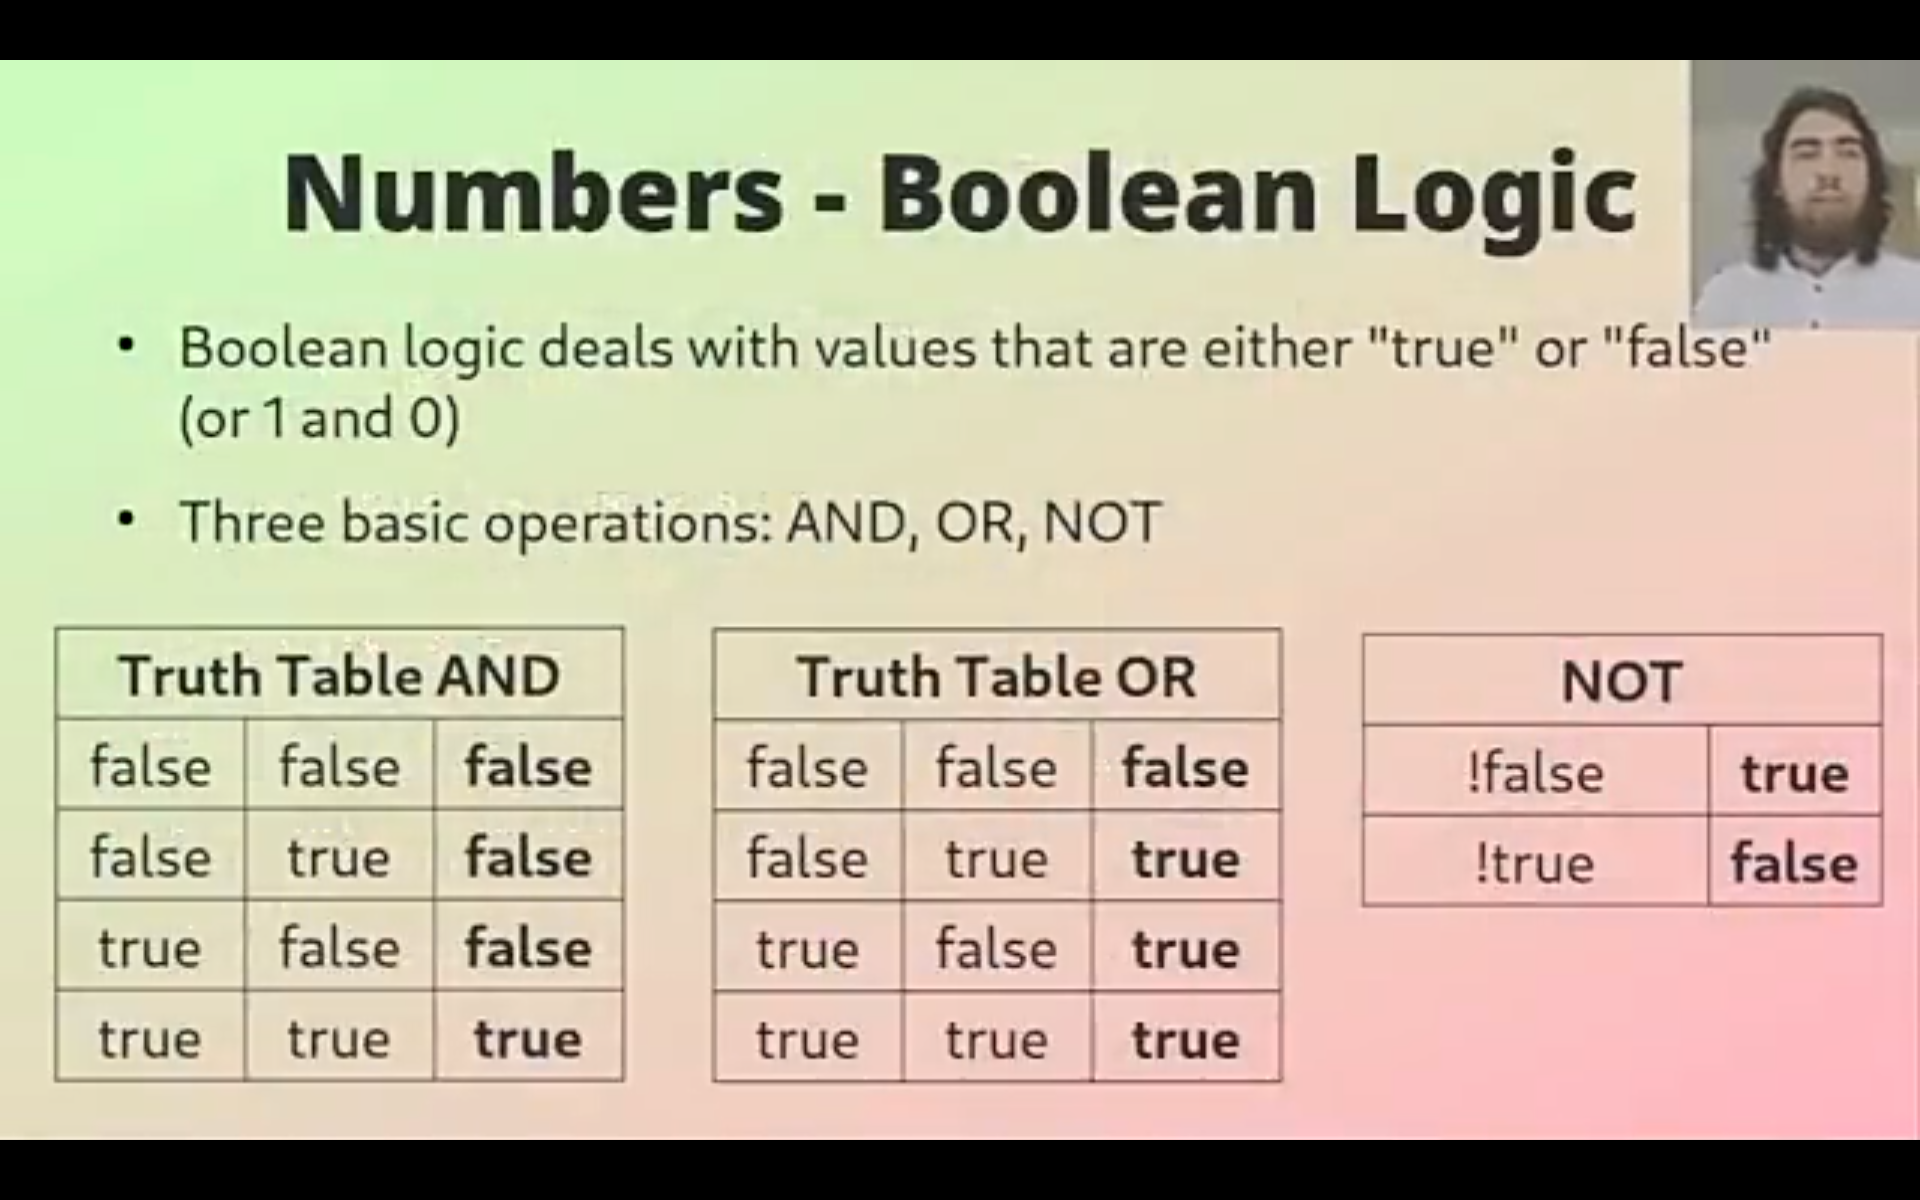 Numbers - Boolean Logic
• Boolean logic deals with values that are either "true" or "false"
(or 1 and 0)
• Three basic operations: AND, OR, NOT
Truth Table AND
false false false
false true false
true false false
true true true
Truth Table OR
false false false
false true true
true false true
true true true
NOT
!false true
!true false